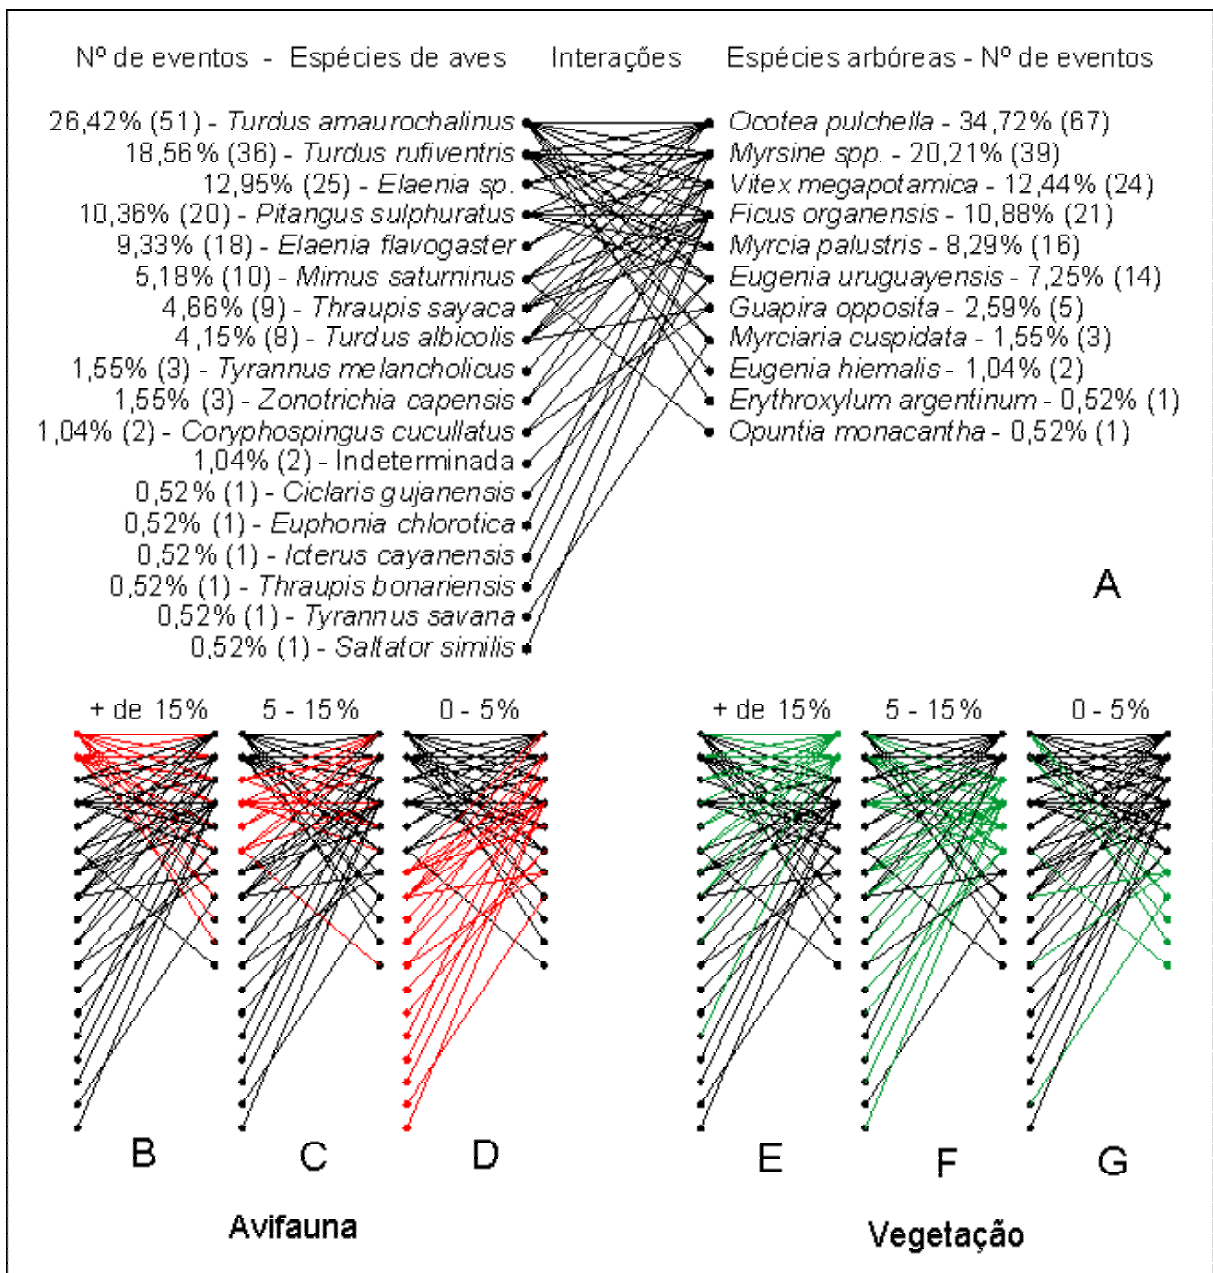 Nº de eventos - Espécies de aves Interações Espécies arbóreas - Nº de eventos
26,42% (51) - Turdus amaurochalinus Ocotea pulchella - 34,72% (67)
18,56% (36) - Turdus rufiventris Myrsine spp. - 20,21% (39)
12,95% (25) - Elaenia sp. Vitex megapotamica - 12,44% (24)
10,36% (20) - Pitangus sulphuratus Ficus organensis - 10,88% (21)
9,33% (18) - Elaenia flavogaster Myrcia palustris - 8,29% (16)
5,18% (10) - Mimus saturninus Eugenia uruguayensis - 7,25% (14)
4,66% (9) - Thraupis sayaca Guapira opposita - 2,59% (5)
4,15% (8) - Turdus albicolis Myrciaria cuspidata - 1,55% (3)
1,55% (3) - Tyrannus melancholicus Eugenia hiemalis - 1,04% (2)
1,55% (3) - Zonotrichia capensis Erythroxylum argentinum - 0,52% (1)
1,04% (2) - Coryphospingus cucullatus Opuntia monacantha - 0,52% (1)
1,04% (2) - Indeterminada
0,52% (1) - Ciclaris gujanensis
0,52% (1) - Euphonia chlorotica
0,52% (1) - Icterus cayanensis
0,52% (1) - Thraupis bonariensis
A
0,52% (1) - Tyrannus savana
0,52% (1) - Saltator similis
+ de 15% 5 - 15% 0 - 5% + de 15% 5 - 15% 0 - 5%
B C D E F G
Avifauna Vegetação